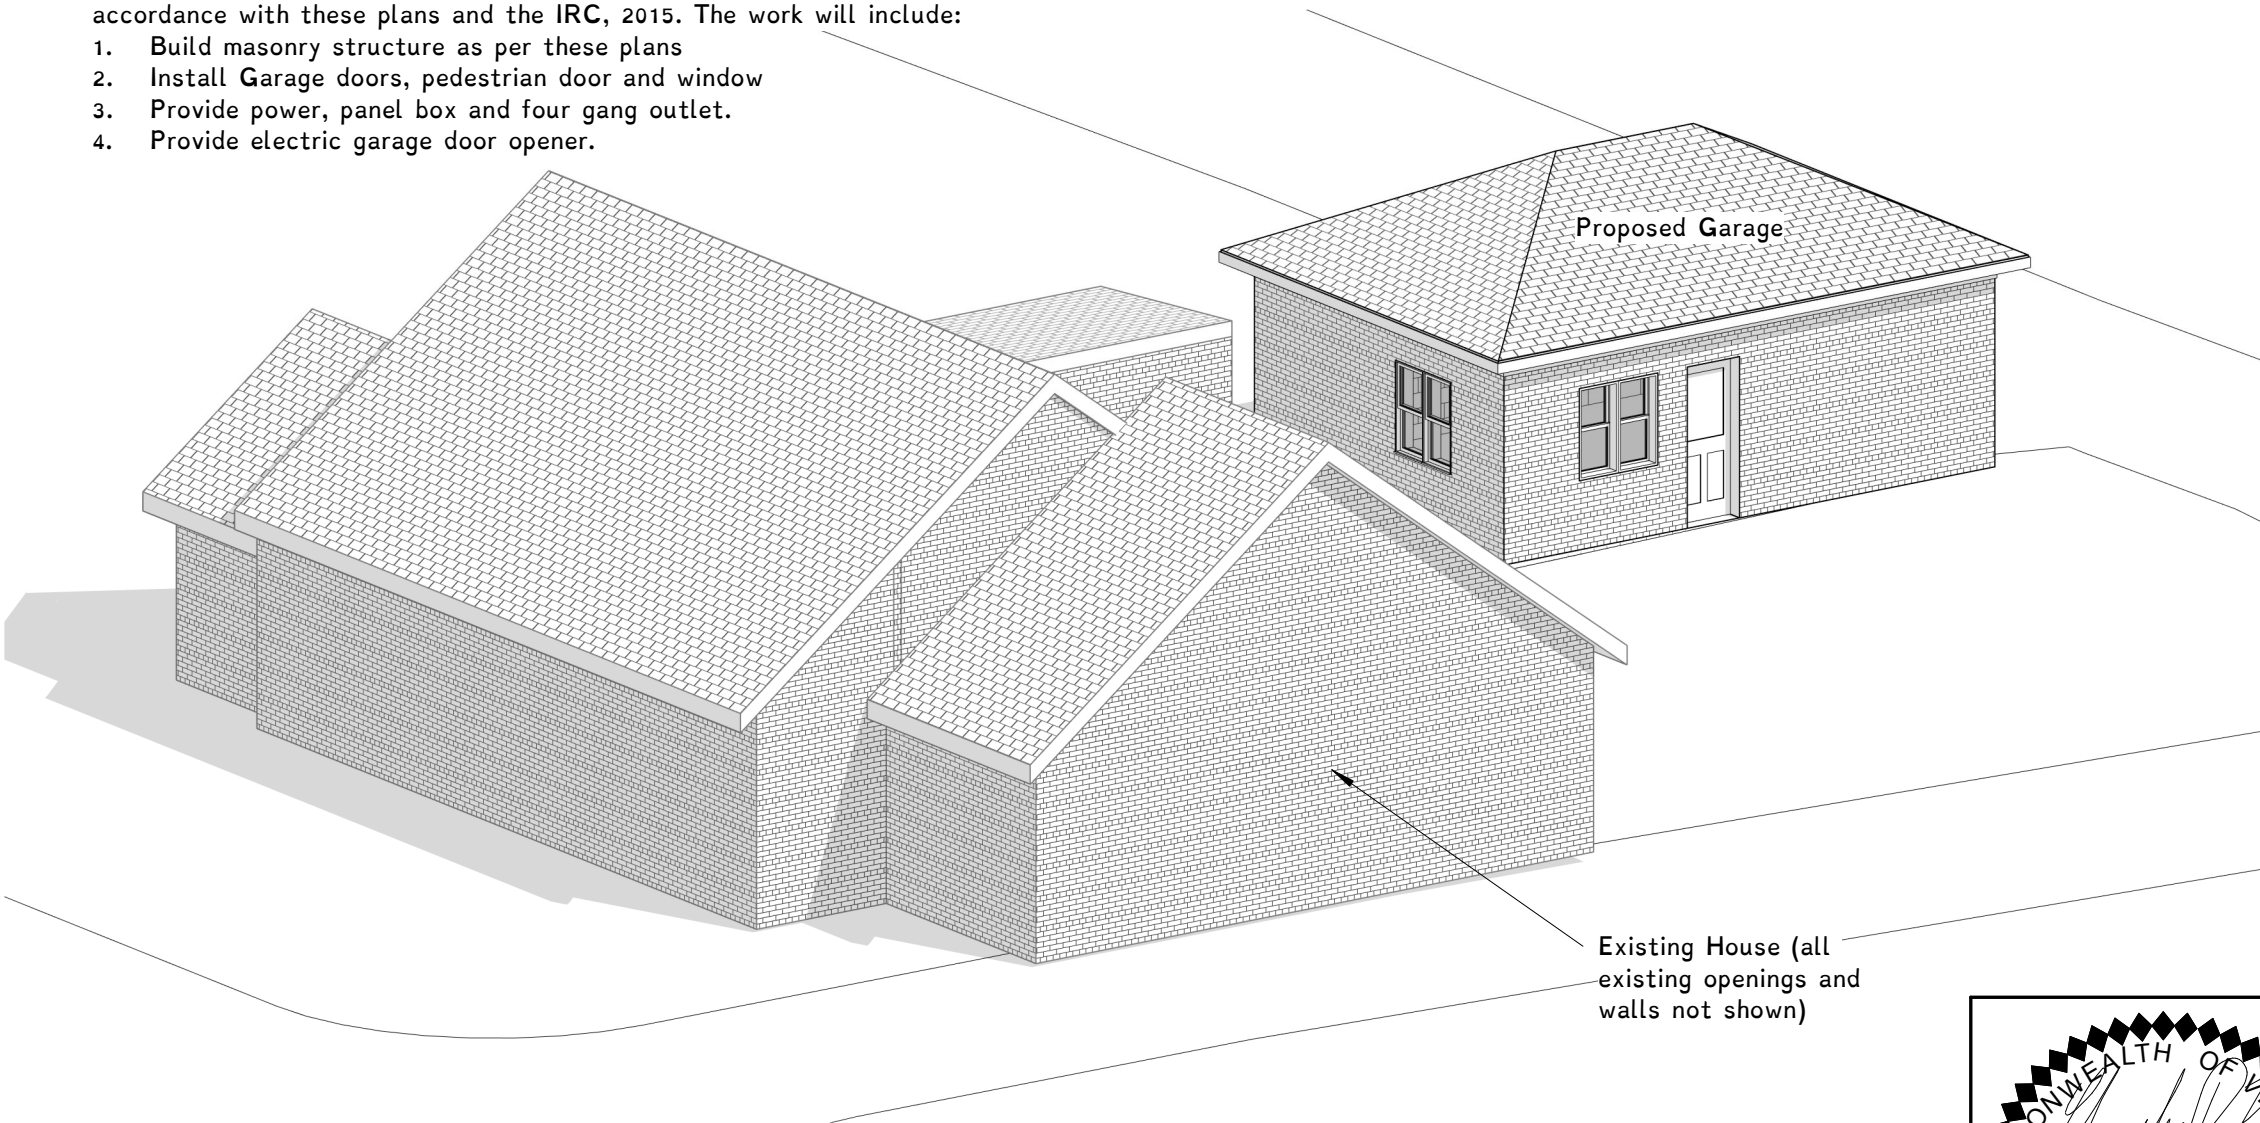 accordance with these plans and the IRC, 2015. The work will include:
1. Build masonry structure as per these plans
2. Install Garage doors, pedestrian door and window
3. Provide power, panel box and four gang outlet.
4. Provide electric garage door opener.
Proposed Garage
Existing House (all
existing openings and
walls not shown)
ONWEALTH OF V